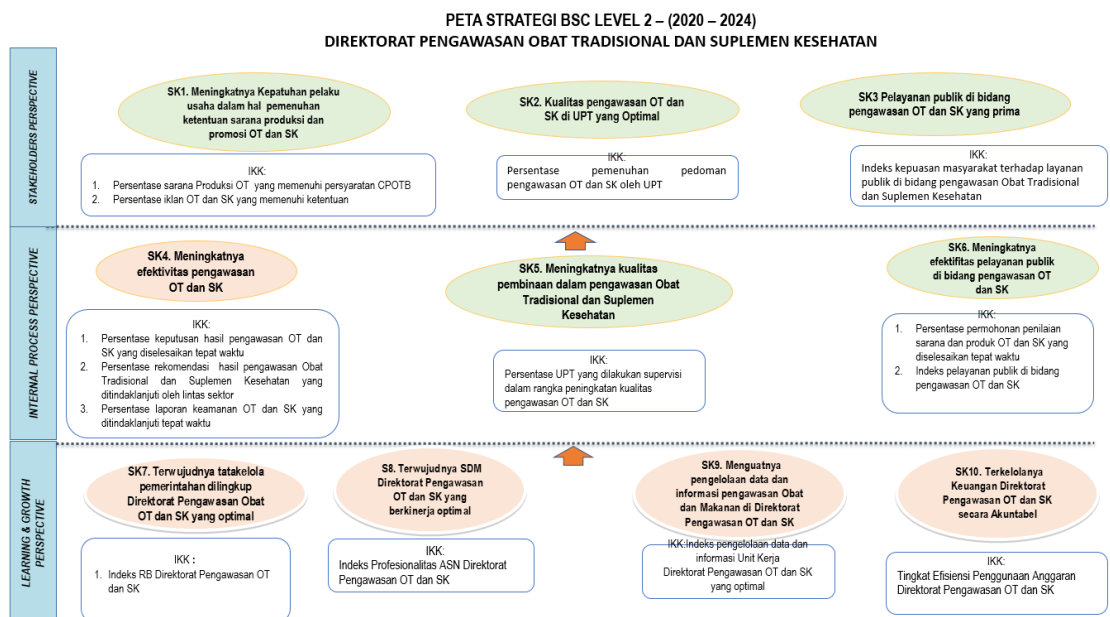 PETA STRATEGI BSC LEVEL 2 – (2020 – 2024)
DIREKTORAT PENGAWASAN OBAT TRADISIONAL DAN SUPLEMEN KESEHATAN
STAKEHOLDERS PERSPECTIVE
SK1. Meningkatnya Kepatuhan pelaku
usaha dalam hal pemenuhan
ketentuan sarana produksi dan
promosi OT dan SK
IKK:
1. Persentase sarana Produksi OT yang memenuhi persyaratan CPOTB
2. Persentase iklan OT dan SK yang memenuhi ketentuan
SK2. Kualitas pengawasan OT dan
SK di UPT yang Optimal
IKK:
Persentase pemenuhan pedoman
pengawasan OT dan SK oleh UPT
SK3 Pelayanan publik di bidang
pengawasan OT dan SK yang prima
IKK:
Indeks kepuasan masyarakat terhadap layanan
publik di bidang pengawasan Obat Tradisional
dan Suplemen Kesehatan
INTERNAL PROCESS PERSPECTIVE
SK4. Meningkatnya
efektivitas pengawasan
OT dan SK
IKK:
1. Persentase keputusan hasil pengawasan OT dan
SK yang diselesaikan tepat waktu
2. Persentase rekomendasi hasil pengawasan Obat
Tradisional dan Suplemen Kesehatan yang
ditindaklanjuti oleh lintas sektor
3. Persentase laporan keamanan OT dan SK yang
ditindaklanjuti tepat waktu
SK5. Meningkatnya kualitas
pembinaan dalam pengawasan Obat
Tradisional dan Suplemen
Kesehatan
IKK:
Persentase UPT yang dilakukan supervisi
dalam rangka peningkatan kualitas
pengawasan OT dan SK
SK6. Meningkatnya
efektifitas pelayanan publik
di bidang pengawasan OT
dan SK
IKK:
1. Persentase permohonan penilaian
sarana dan produk OT dan SK yang
diselesaikan tepat waktu
2. Indeks pelayanan publik di bidang
pengawasan OT dan SK
LEARNING & GROWTH
PERSPECTIVE
SK7. Terwujudnya tatakelola
pemerintahan dilingkup
Direktorat Pengawasan Obat
OT dan SK yang optimal
IKK :
1. Indeks RB Direktorat Pengawasan OT
dan SK
S8. Terwujudnya SDM
Direktorat Pengawasan
OT dan SK yang
berkinerja optimal
IKK:
Indeks Profesionalitas ASN Direktorat
Pengawasan OT dan SK
SK9. Menguatnya
pengelolaan data dan
informasi pengawasan Obat
dan Makanan di Direktorat
Pengawasan OT dan SK
IKK:Indeks pengelolaan data dan
informasi Unit Kerja
Direktorat Pengawasan OT dan SK
yang optimal
SK10. Terkelolanya
Keuangan Direktorat
Pengawasan OT dan SK
secara Akuntabel
IKK:
Tingkat Efisiensi Penggunaan Anggaran
Direktorat Pengawasan OT dan SK